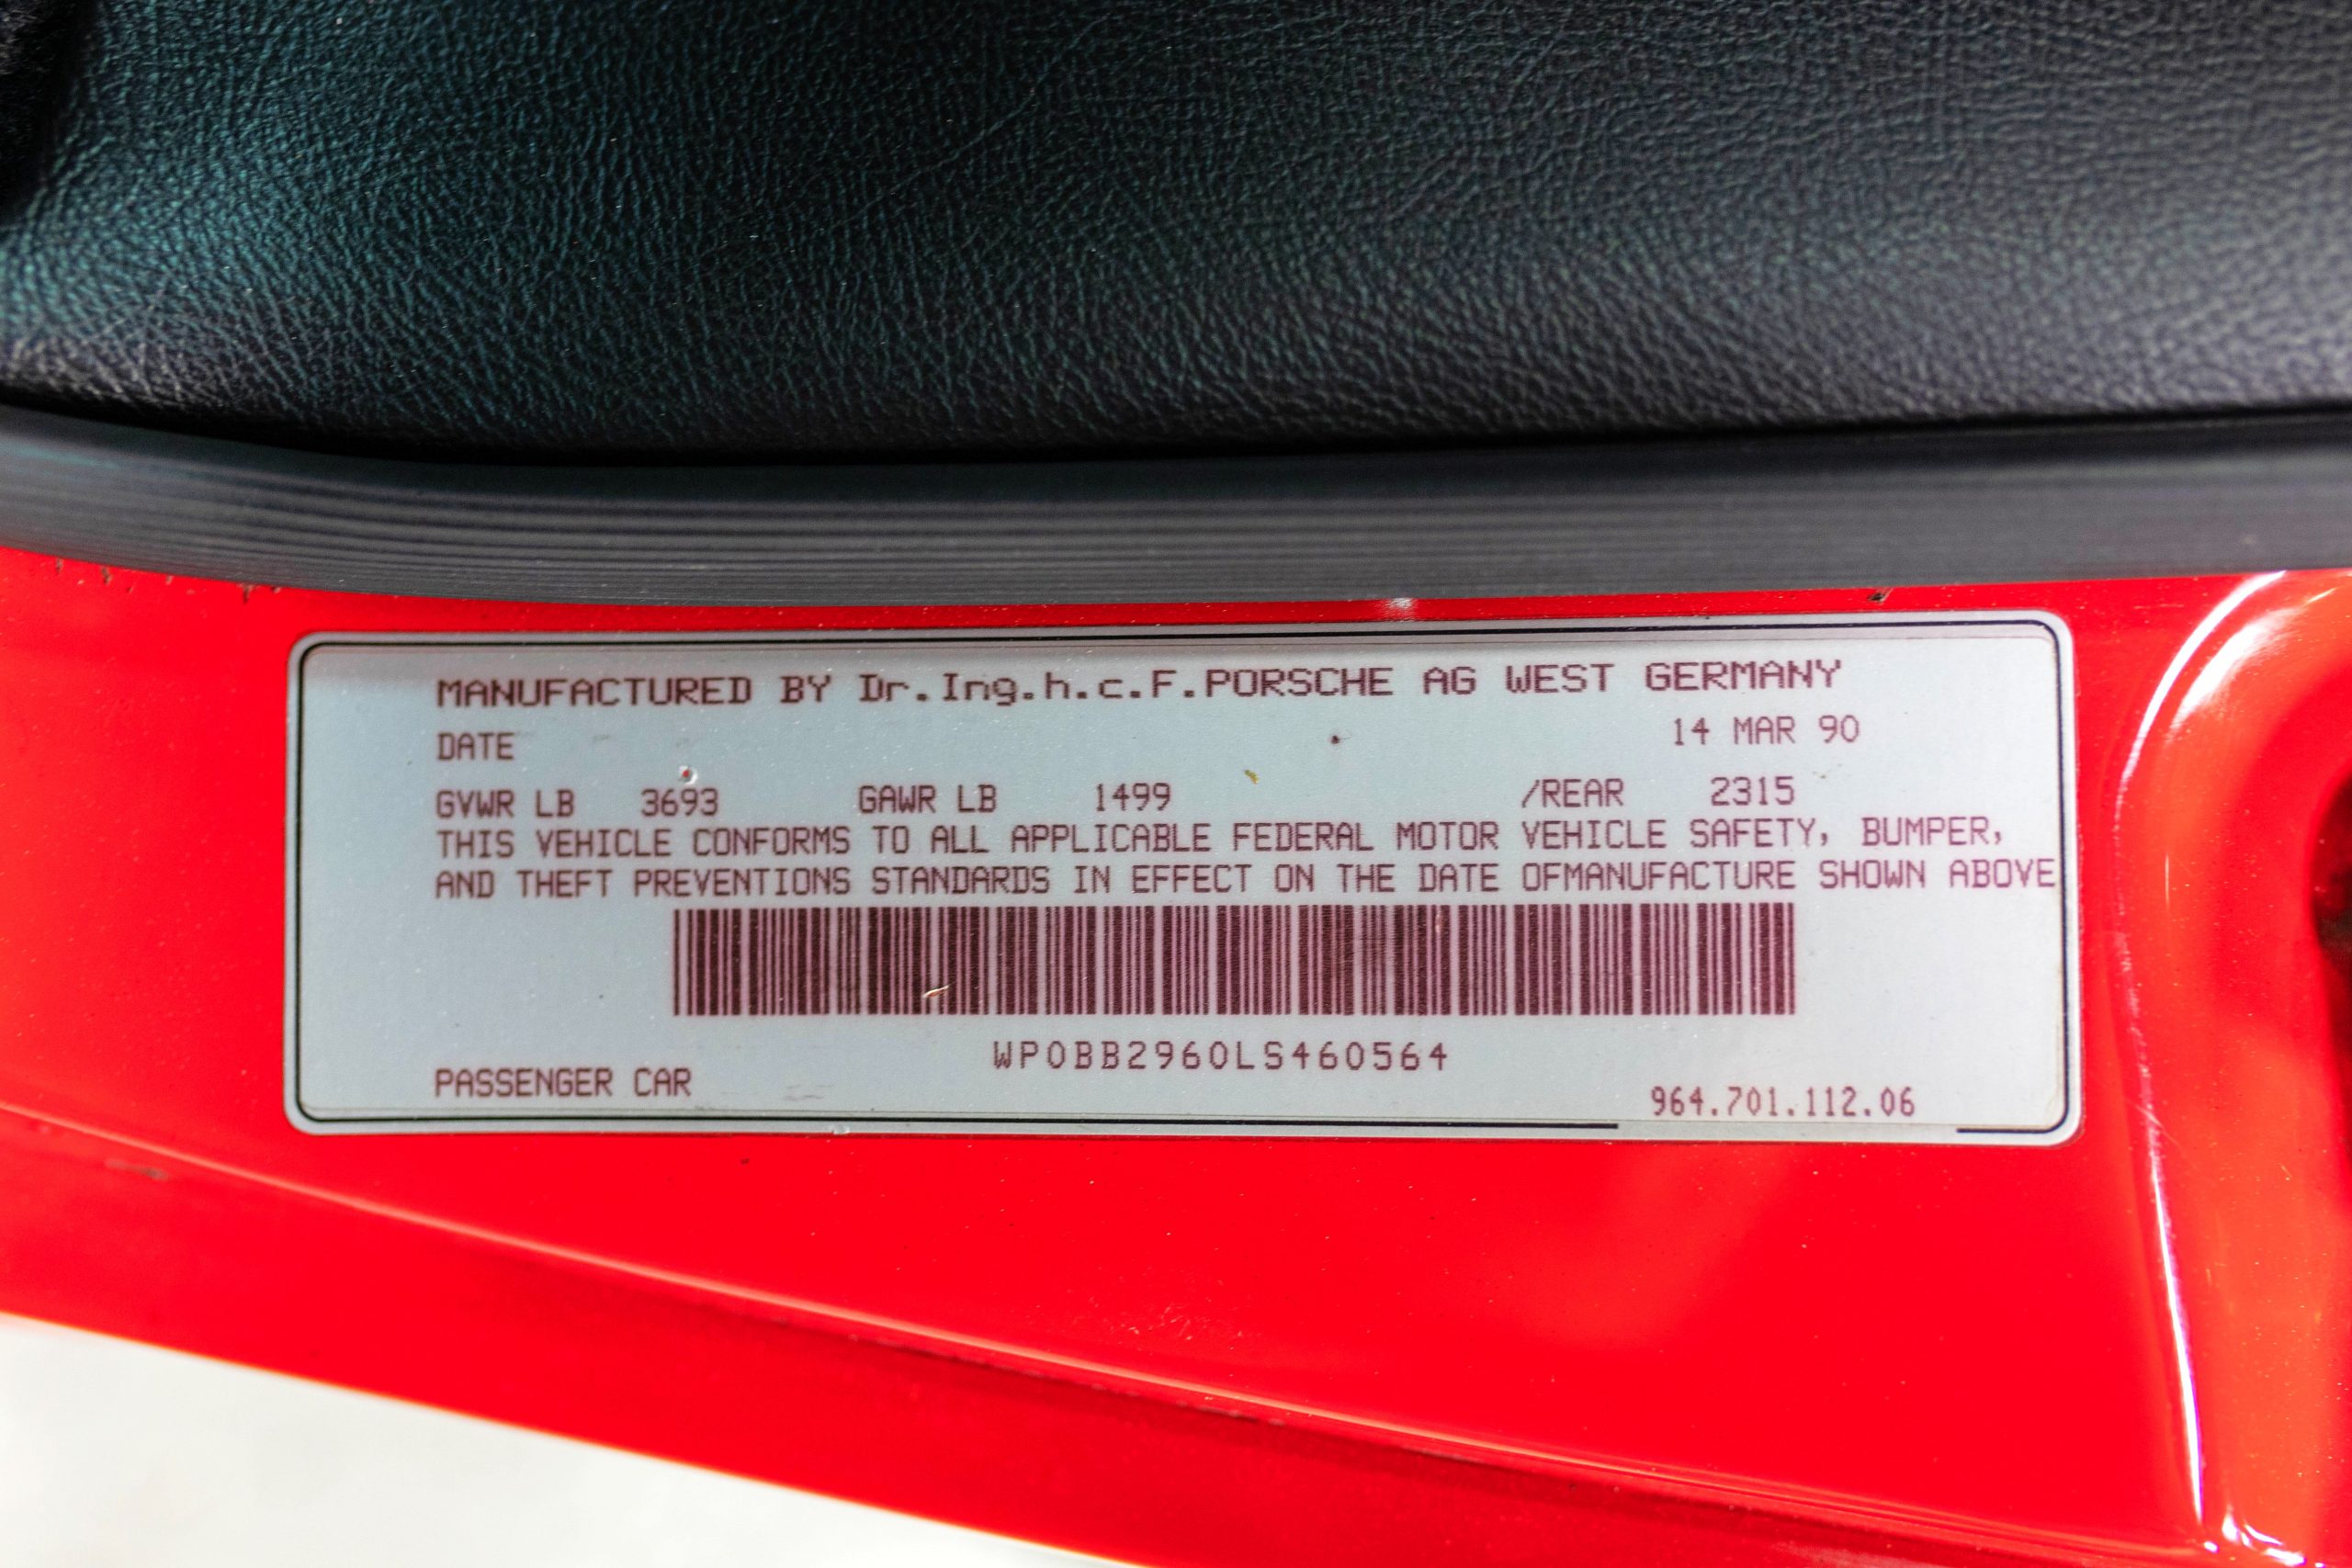 MANUFACTURED BY Dr.Ing.h.c.F.PORSCHE AG WEST GERMANY
DATE 14 MAR 90
GVWR LB 3693 GAWR LB 1499 /REAR 2315
THIS VEHICLE CONFORMS TO ALL APPLICABLE FEDERAL MOTOR VEHICLE SAFETY, BUMPER,
AND THEFT PREVENTIONS STANDARDS IN EFFECT ON THE DATE OFMANUFACTURE SHOWN ABOVE
WP0BB2960LS460564
PASSENGER CAR
964.701.112.06